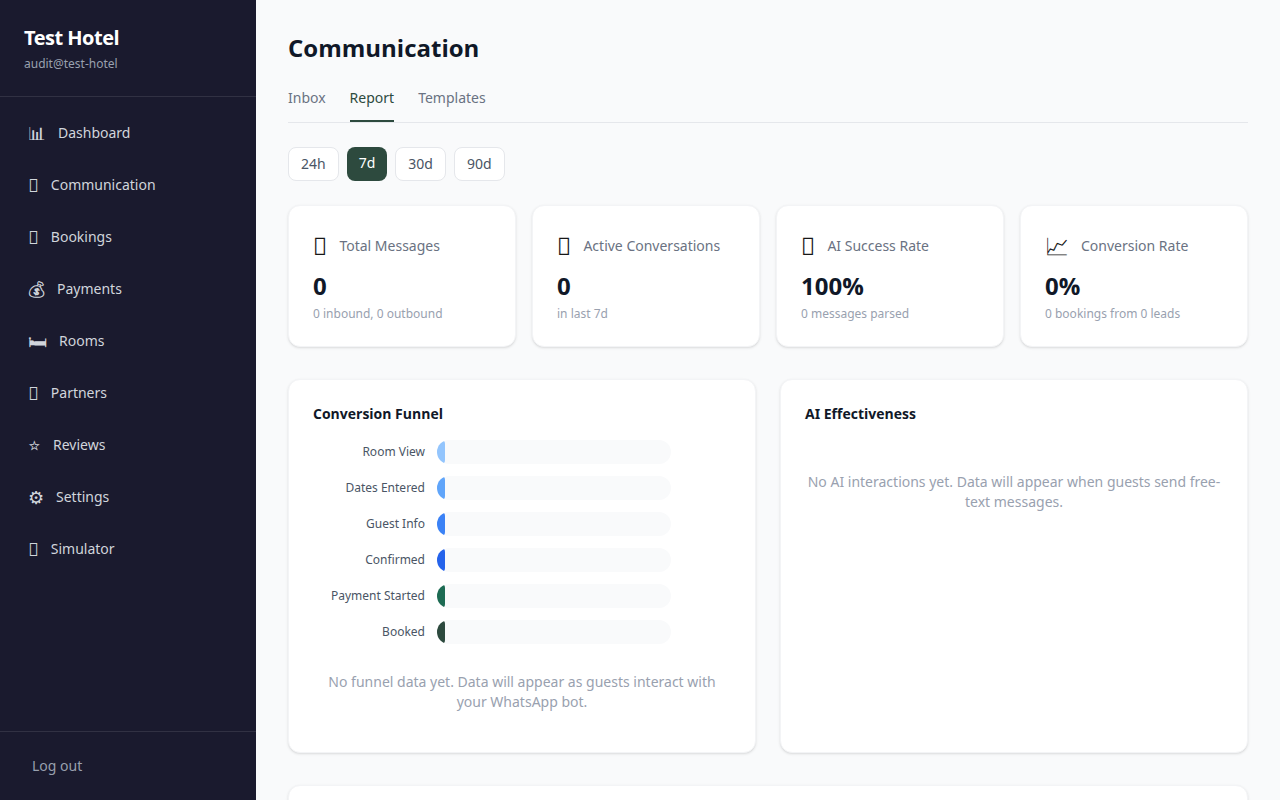 Test Hotel
audit@test-hotel
Dashboard
Communication
Bookings
Payments
Rooms
Partners
Reviews
Settings
Simulator
Log out
Communication
Inbox Report Templates
24h 7d 30d 90d
Total Messages
0
0 inbound, 0 outbound
Active Conversations
0
in last 7d
AI Success Rate
100%
0 messages parsed
Conversion Rate
0%
0 bookings from 0 leads
Conversion Funnel
Room View
Dates Entered
Guest Info
Confirmed
Payment Started
Booked
No funnel data yet. Data will appear as guests interact with
your WhatsApp bot.
AI Effectiveness
No AI interactions yet. Data will appear when guests send free-
text messages.